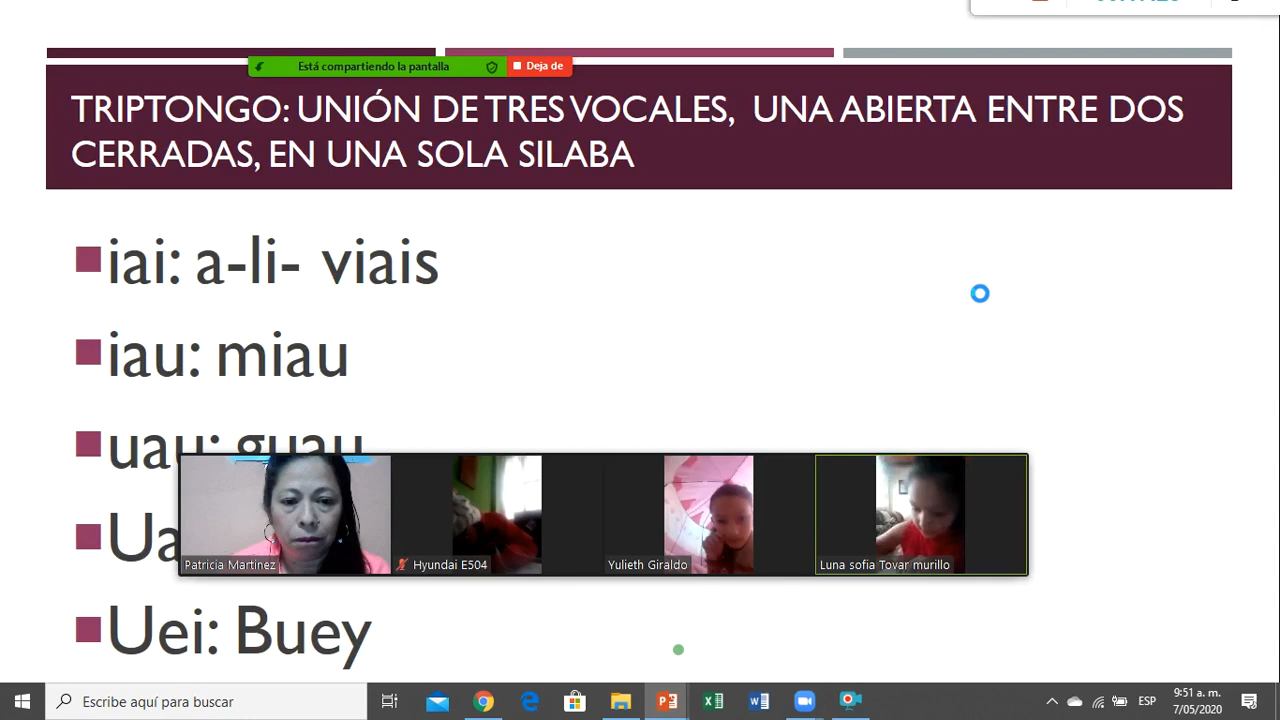 Está compartiendo la pantalla
Deja de
TRIPTONGO: UNIÓN DE TRES VOCALES, UNA ABIERTA ENTRE DOS
CERRADAS, EN UNA SOLA SILABA
iai: a-li- viais
iau: miau
uau: guau
Patricia Martinez
Hyundai E504
Yulieth Giraldo
Luna sofia Tovar murillo
Uei: Buey
Escribe aquí para buscar
ESP
9:51 a. m.
7/05/2020